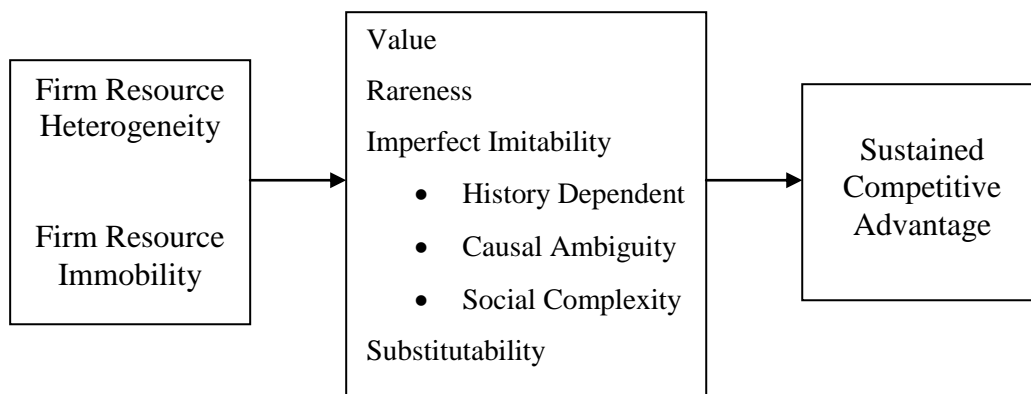 Firm Resource
Heterogeneity
Firm Resource
Immobility
Value
Rareness
Imperfect Imitability
• History Dependent
• Causal Ambiguity
• Social Complexity
Substitutability
Sustained
Competitive
Advantage